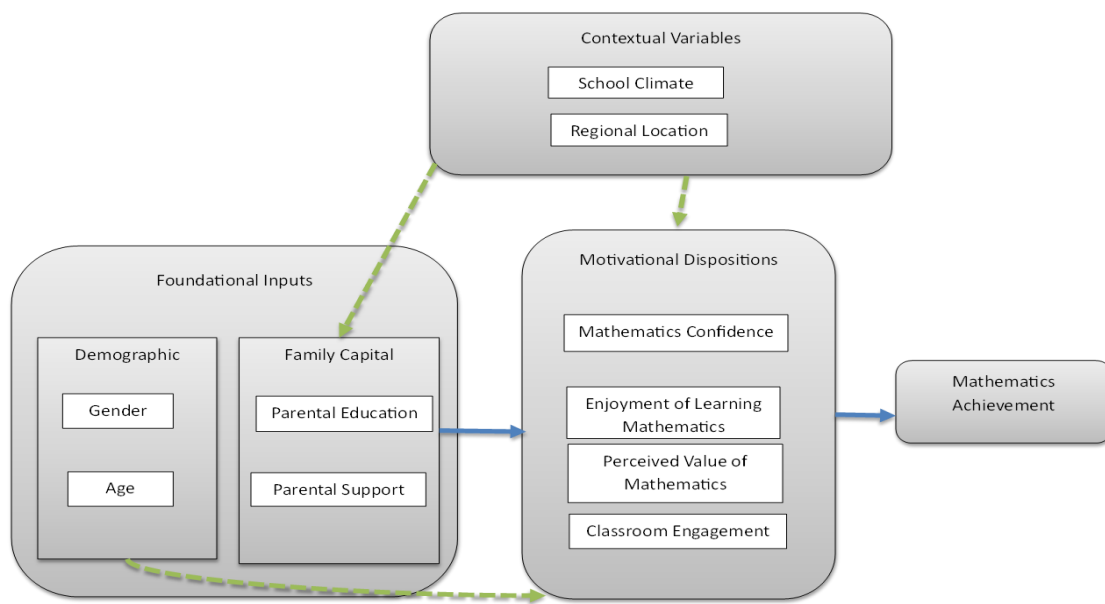 Contextual Variables
School Climate
Regional Location
Foundational Inputs
Demographic
Gender
Age
Family Capital
Parental Education
Parental Support
Motivational Dispositions
Mathematics Confidence
Enjoyment of Learning
Mathematics
Perceived Value of
Mathematics
Classroom Engagement
Mathematics
Achievement